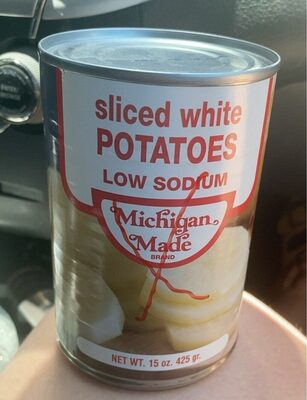 sliced white
POTATOES
LOW SODIUM
Michigan
Made
BRAND
NET WT. 15 oz. 425 gr.